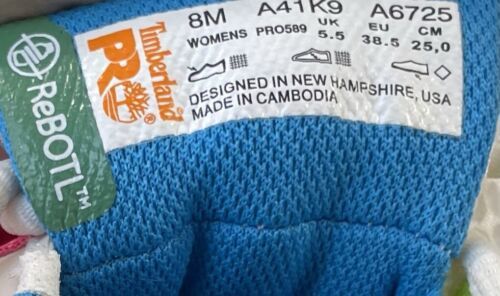 8M A41K9 A6725
WOMENS PRO589 UK 5.5 EU 38.5 CM 25,0
Timberland
PRO®
DESIGNED IN NEW HAMPSHIRE, USA
MADE IN CAMBODIA
ReBOTL™